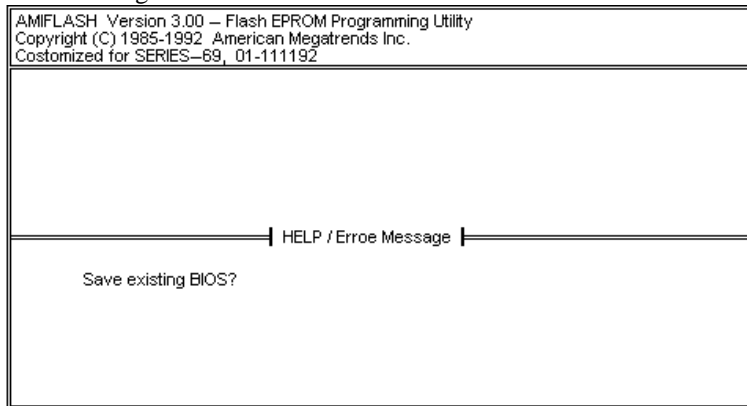 AMIFLASH Version 3.00 – Flash EPROM Programming Utility
Copyright (C) 1985-1992 American Megatrends Inc.
Costomized for SERIES–69, 01-111192
HELP / Erroe Message
Save existing BIOS?